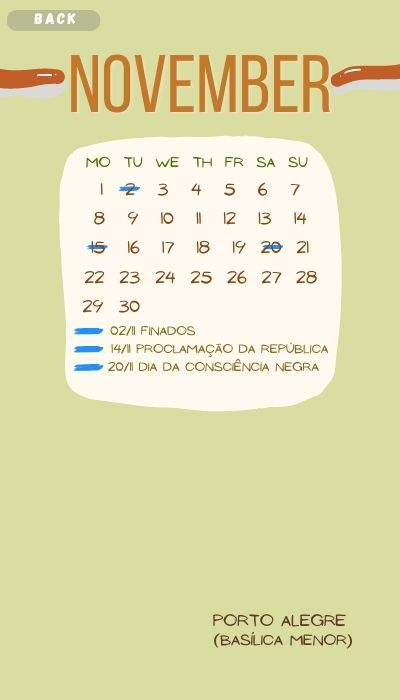 BACK
NOVEMBER
MO TU WE TH FR SA SU
1 2 3 4 5 6 7
8 9 10 11 12 13 14
15 16 17 18 19 20 21
22 23 24 25 26 27 28
29 30
02/11 FINADOS
14/11 PROCLAMAÇÃO DA REPÚBLICA
20/11 DIA DA CONSCIÊNCIA NEGRA
PORTO ALEGRE
(BASÍLICA MENOR)